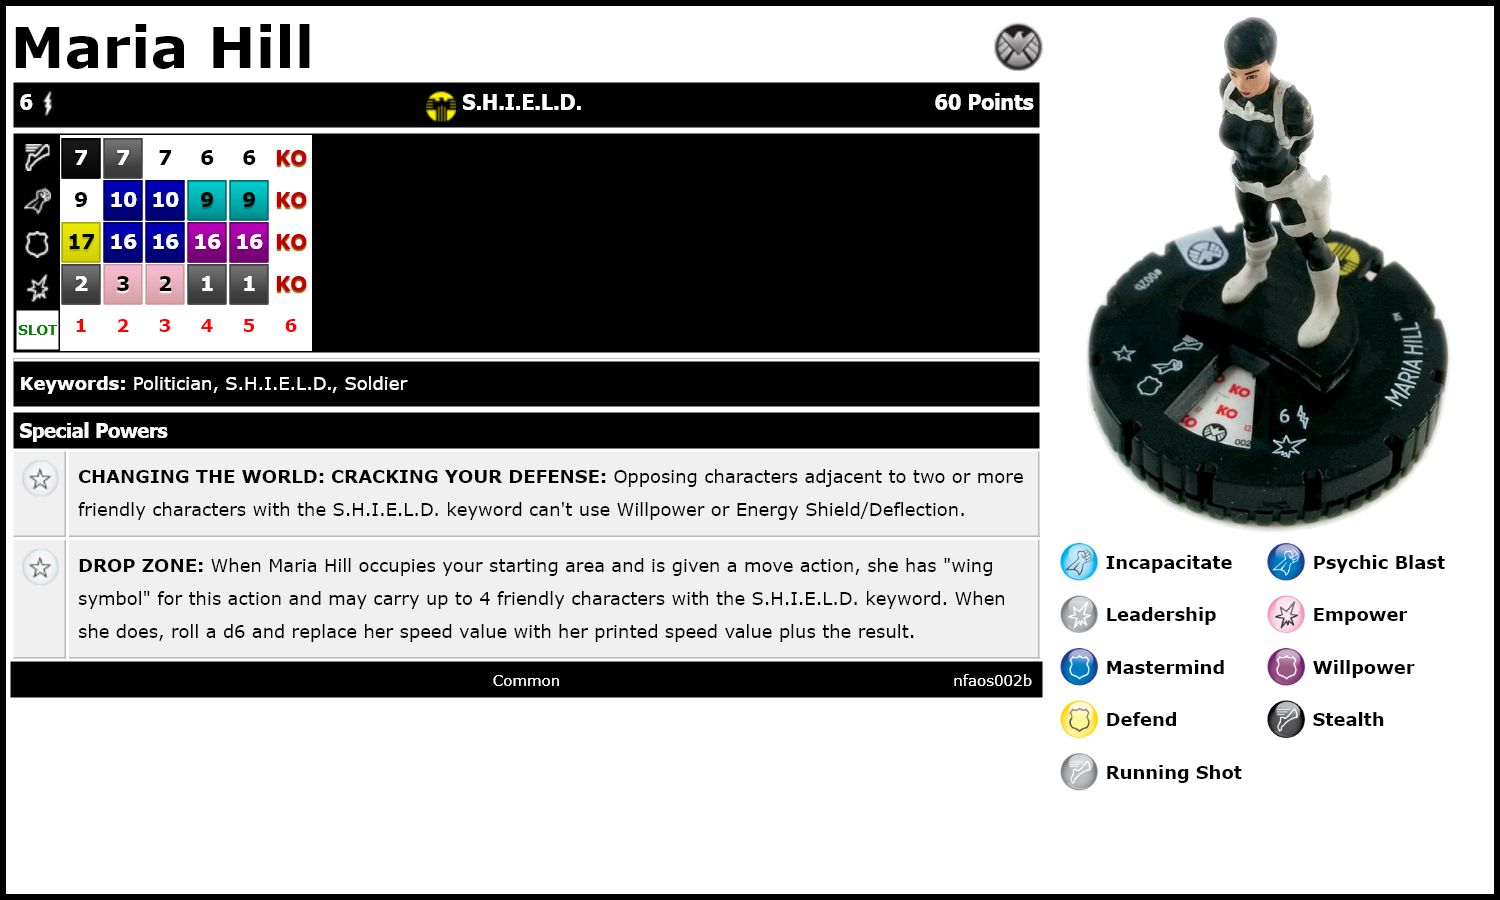 Maria Hill
6 S.H.I.E.L.D. 60 Points
7 7 7 6 6 KO
9 10 10 9 9 KO
17 16 16 16 16 KO
2 3 2 1 1 KO
SLOT 1 2 3 4 5 6
Keywords: Politician, S.H.I.E.L.D., Soldier
Special Powers
CHANGING THE WORLD: CRACKING YOUR DEFENSE: Opposing characters adjacent to two or more
friendly characters with the S.H.I.E.L.D. keyword can't use Willpower or Energy Shield/Deflection.
DROP ZONE: When Maria Hill occupies your starting area and is given a move action, she has "wing
symbol" for this action and may carry up to 4 friendly characters with the S.H.I.E.L.D. keyword. When
she does, roll a d6 and replace her speed value with her printed speed value plus the result.
Common nfaos002b
#002b
MARIA HILL
KO
KO
KO
6
12
002
Incapacitate Psychic Blast
Leadership Empower
Mastermind Willpower
Defend Stealth
Running Shot